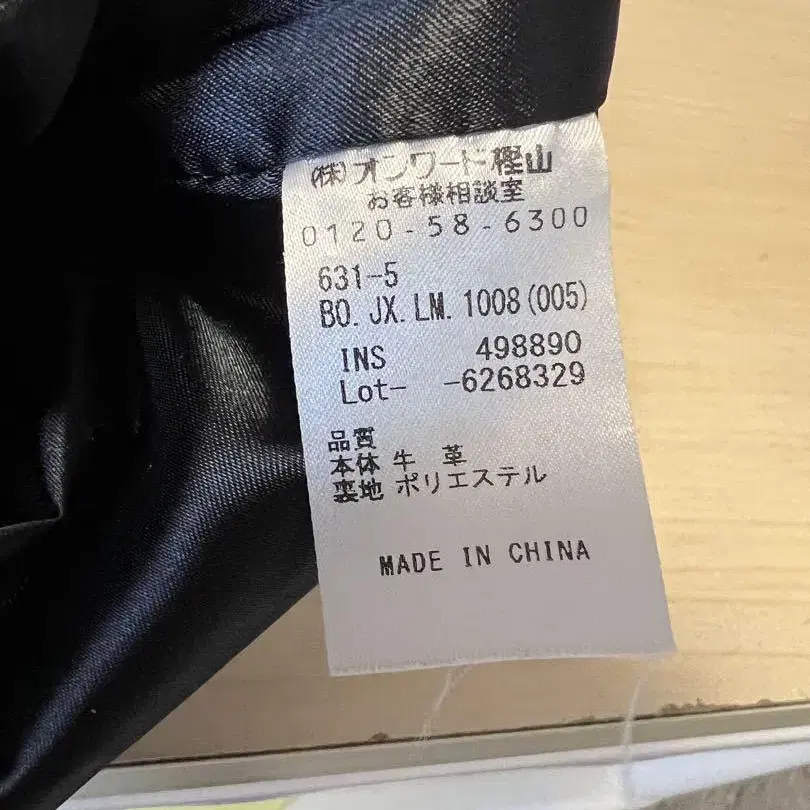 (株)オンワード樫山
お客様相談室
0120-58-6300
631-5
BO. JX. LM. 1008(005)
INS 498890
Lot- -6268329
品質
本体 牛 革
裏地 ポリエステル
MADE IN CHINA